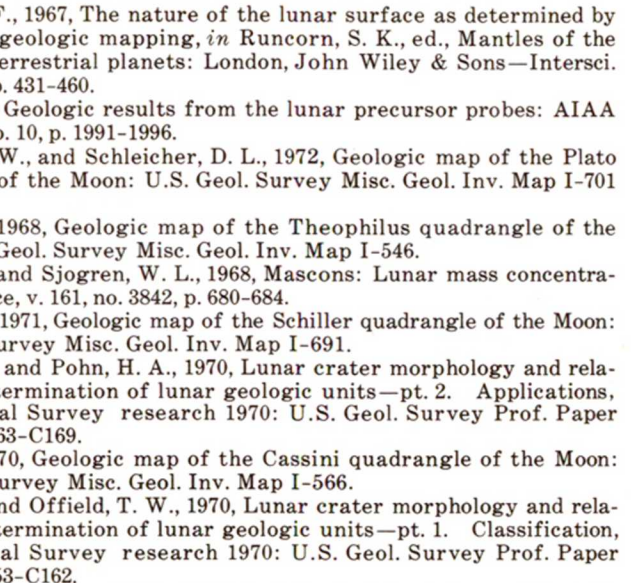 F., 1967, The nature of the lunar surface as determined by
geologic mapping, in Runcorn, S. K., ed., Mantles of the
errestrial planets: London, John Wiley & Sons—Intersci.
p. 431-460.
Geologic results from the lunar precursor probes: AIAA
o. 10, p. 1991-1996.
W., and Schleicher, D. L., 1972, Geologic map of the Plato
of the Moon: U.S. Geol. Survey Misc. Geol. Inv. Map I-701
1968, Geologic map of the Theophilus quadrangle of the
Geol. Survey Misc. Geol. Inv. Map I-546.
and Sjogren, W. L., 1968, Mascons: Lunar mass concentra-
ce, v. 161, no. 3842, p. 680-684.
1971, Geologic map of the Schiller quadrangle of the Moon:
urvey Misc. Geol. Inv. Map I-691.
and Pohn, H. A., 1970, Lunar crater morphology and rela-
ermination of lunar geologic units—pt. 2. Applications,
al Survey research 1970: U.S. Geol. Survey Prof. Paper
63-C169.
70, Geologic map of the Cassini quadrangle of the Moon:
urvey Misc. Geol. Inv. Map I-566.
nd Offield, T. W., 1970, Lunar crater morphology and rela-
ermination of lunar geologic units—pt. 1. Classification,
al Survey research 1970: U.S. Geol. Survey Prof. Paper
53-C162.